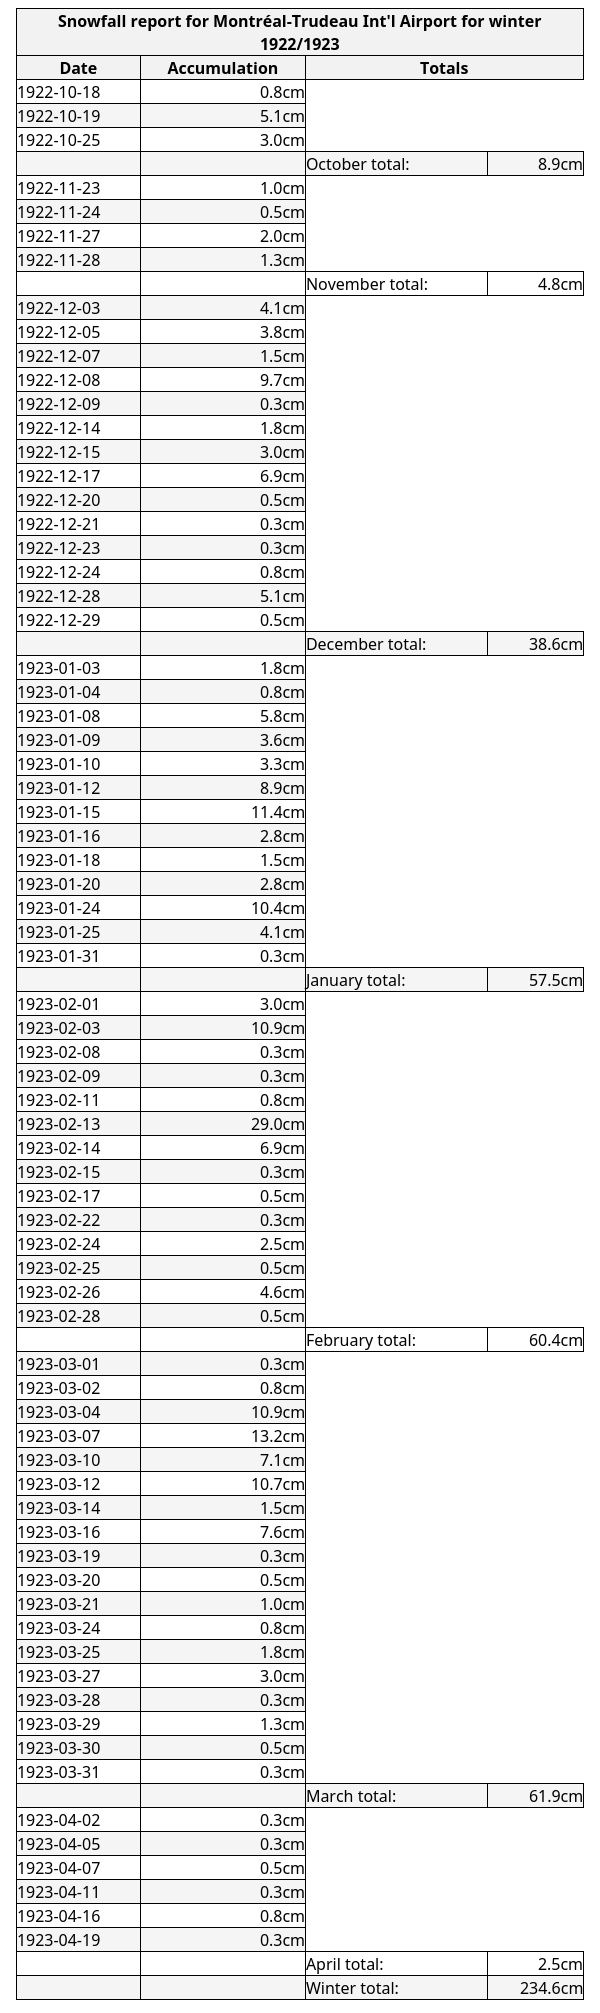 Snowfall report for Montréal-Trudeau Int'l Airport for winter
1922/1923
Date Accumulation Totals
1922-10-18 0.8cm
1922-10-19 5.1cm
1922-10-25 3.0cm
October total: 8.9cm
1922-11-23 1.0cm
1922-11-24 0.5cm
1922-11-27 2.0cm
1922-11-28 1.3cm
November total: 4.8cm
1922-12-03 4.1cm
1922-12-05 3.8cm
1922-12-07 1.5cm
1922-12-08 9.7cm
1922-12-09 0.3cm
1922-12-14 1.8cm
1922-12-15 3.0cm
1922-12-17 6.9cm
1922-12-20 0.5cm
1922-12-21 0.3cm
1922-12-23 0.3cm
1922-12-24 0.8cm
1922-12-28 5.1cm
1922-12-29 0.5cm
December total: 38.6cm
1923-01-03 1.8cm
1923-01-04 0.8cm
1923-01-08 5.8cm
1923-01-09 3.6cm
1923-01-10 3.3cm
1923-01-12 8.9cm
1923-01-15 11.4cm
1923-01-16 2.8cm
1923-01-18 1.5cm
1923-01-20 2.8cm
1923-01-24 10.4cm
1923-01-25 4.1cm
1923-01-31 0.3cm
January total: 57.5cm
1923-02-01 3.0cm
1923-02-03 10.9cm
1923-02-08 0.3cm
1923-02-09 0.3cm
1923-02-11 0.8cm
1923-02-13 29.0cm
1923-02-14 6.9cm
1923-02-15 0.3cm
1923-02-17 0.5cm
1923-02-22 0.3cm
1923-02-24 2.5cm
1923-02-25 0.5cm
1923-02-26 4.6cm
1923-02-28 0.5cm
February total: 60.4cm
1923-03-01 0.3cm
1923-03-02 0.8cm
1923-03-04 10.9cm
1923-03-07 13.2cm
1923-03-10 7.1cm
1923-03-12 10.7cm
1923-03-14 1.5cm
1923-03-16 7.6cm
1923-03-19 0.3cm
1923-03-20 0.5cm
1923-03-21 1.0cm
1923-03-24 0.8cm
1923-03-25 1.8cm
1923-03-27 3.0cm
1923-03-28 0.3cm
1923-03-29 1.3cm
1923-03-30 0.5cm
1923-03-31 0.3cm
March total: 61.9cm
1923-04-02 0.3cm
1923-04-05 0.3cm
1923-04-07 0.5cm
1923-04-11 0.3cm
1923-04-16 0.8cm
1923-04-19 0.3cm
April total: 2.5cm
Winter total: 234.6cm